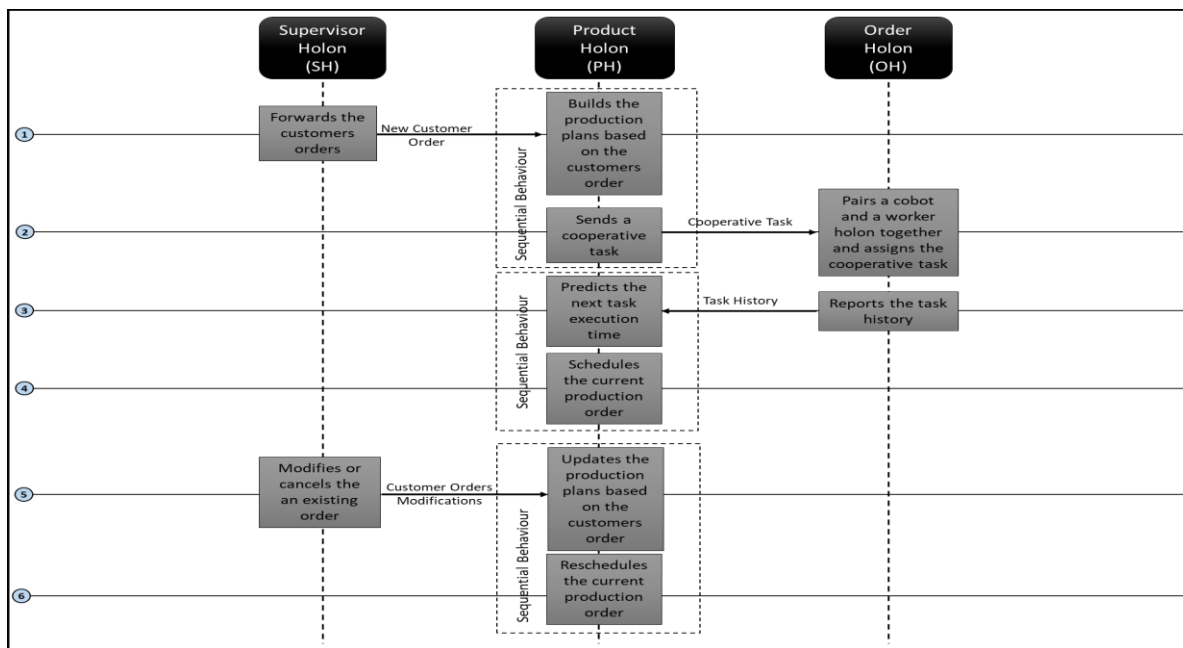 Supervisor
Holon
(SH)
Product
Holon
(PH)
Order
Holon
(OH)
1
Forwards the
customers
orders
New Customer
Order
Sequential Behaviour
Builds the
production
plans based
on the
customers
order
2
Sends a
cooperative
task
Cooperative Task
Pairs a cobot
and a worker
holon together
and assigns the
cooperative task
3
Sequential Behaviour
Predicts the
next task
execution
time
Task History
Reports the task
history
4
Schedules
the current
production
order
5
Modifies or
cancels the
an existing
order
Customer Orders
Modifications
Sequential Behaviour
Updates the
production
plans based
on the
customers
order
6
Reschedules
the current
production
order